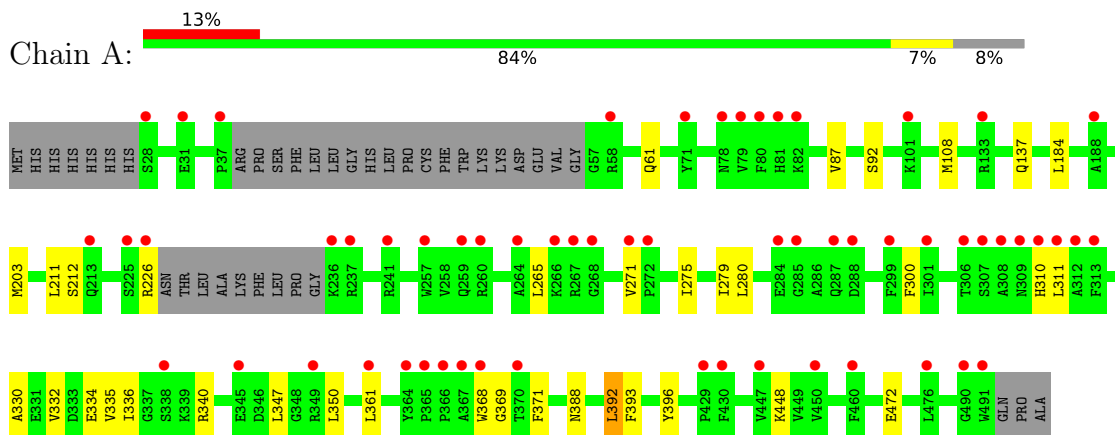 13%
Chain A:
84% 7% 8%
MET HIS HIS HIS HIS HIS HIS S28 E31 P37 ARG PRO SER PHE LEU LEU GLY HIS LEU PRO CYS PHE TRP LYS LYS ASP GLU VAL GLY G57 R58 Q61 Y71 N78 V79 F80 H81 K82 V87 S92 K101 M108 R133 Q137 L184 A188
M203 L211 S212 Q213 S225 R226 ASN THR LEU ALA LYS PHE LEU PRO GLY K236 R237 R241 W257 V258 Q259 R260 A264 L265 K266 R267 G268 V271 P272 I275 I279 L280 E284 G285 A286 Q287 D288 F299 F300 I301 T306 S307 A308 N309 H310 L311 A312 F313
A330 E331 V332 D333 E334 V335 I336 G337 S338 K339 R340 E345 D346 L347 G348 R349 L350 L361 Y364 P365 P366 A367 W368 G369 T370 F371 N388 L392 F393 Y396 P429 F430 V447 K448 V449 V450 F460 E472 L476 G490 W491 GLN PRO ALA